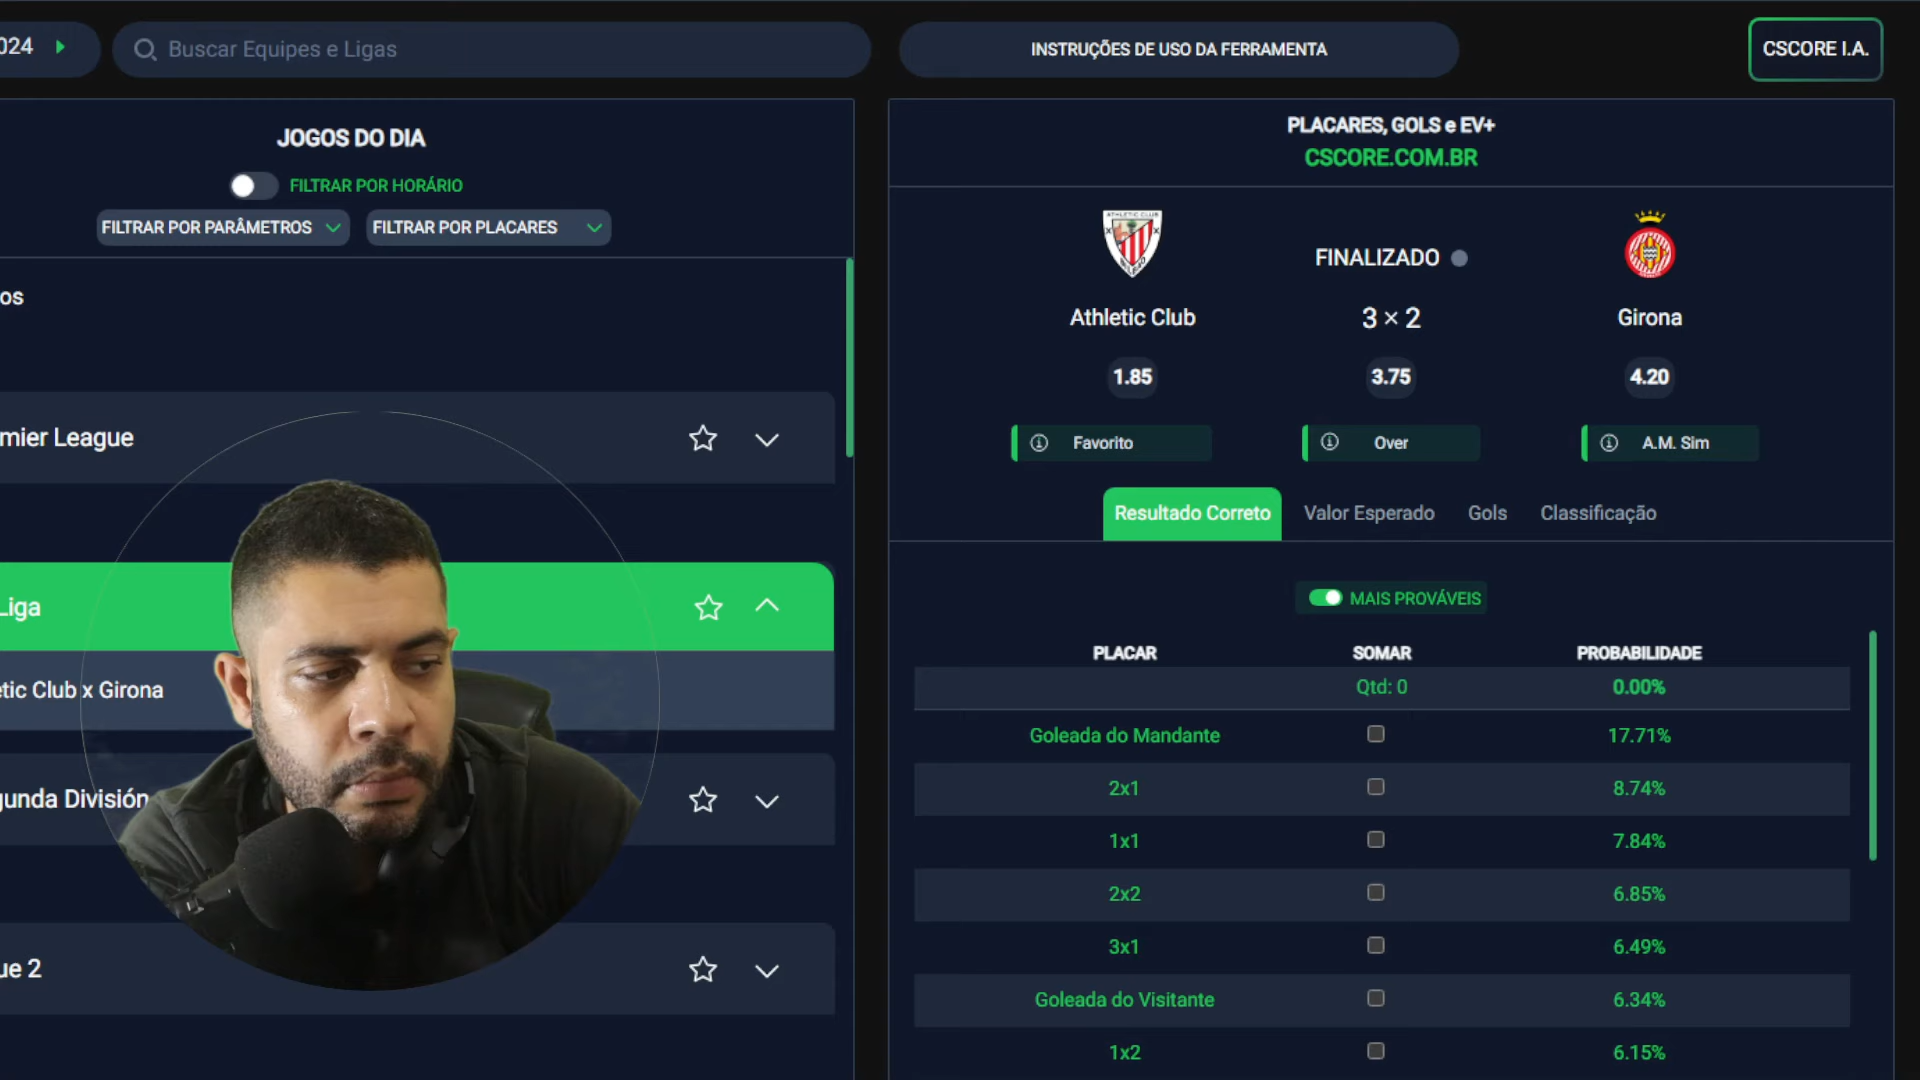 024
Buscar Equipes e Ligas
INSTRUÇÕES DE USO DA FERRAMENTA
CSCORE I.A.
JOGOS DO DIA
FILTRAR POR HORÁRIO
FILTRAR POR PARÂMETROS
FILTRAR POR PLACARES
os
mier League
Liga
etic Club x Girona
gunda División
ue 2
PLACARES, GOLS e EV+
CSCORE.COM.BR
ATHLETIC CLUB
FINALIZADO
Athletic Club
3 × 2
Girona
1.85
3.75
4.20
Favorito
Over
A.M. Sim
Resultado Correto
Valor Esperado
Gols
Classificação
MAIS PROVÁVEIS
PLACAR SOMAR PROBABILIDADE
Qtd: 0 0.00%
Goleada do Mandante 17.71%
2x1 8.74%
1x1 7.84%
2x2 6.85%
3x1 6.49%
Goleada do Visitante 6.34%
1x2 6.15%